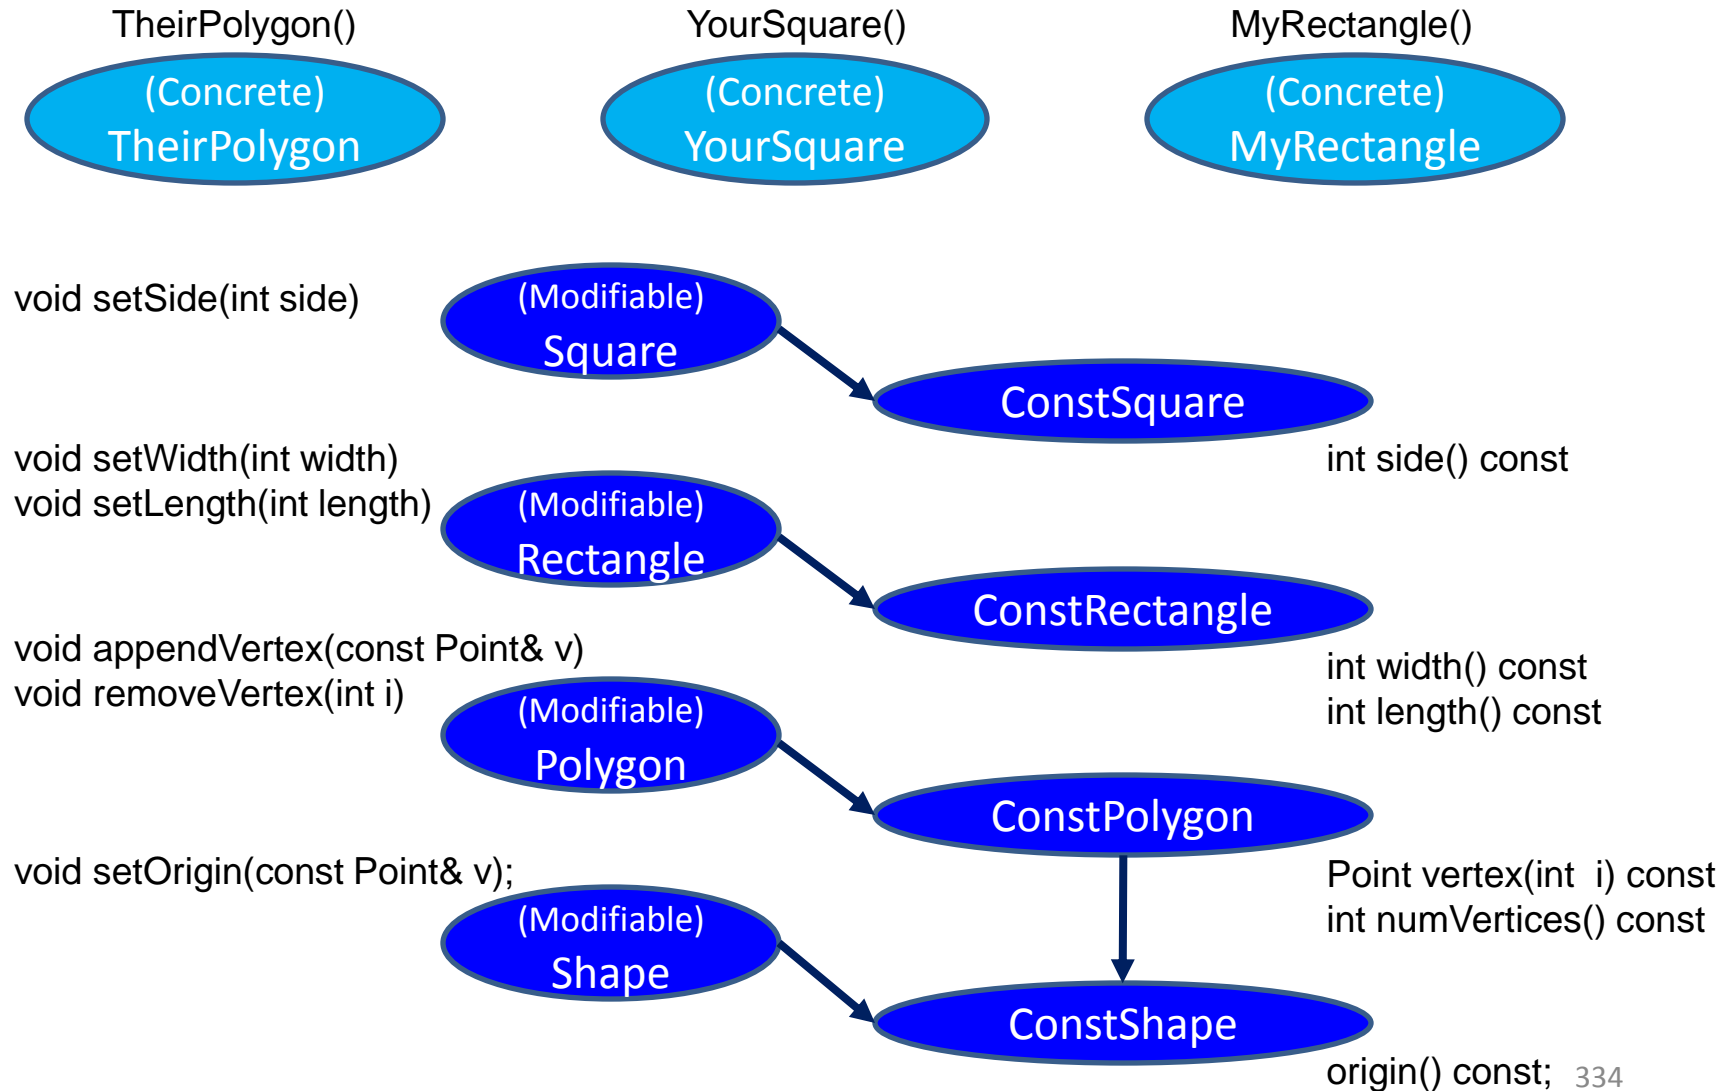 TheirPolygon()
YourSquare()
MyRectangle()
(Concrete)
TheirPolygon
(Concrete)
YourSquare
(Concrete)
MyRectangle
void setSide(int side)
(Modifiable)
Square
ConstSquare
int side() const
void setWidth(int width)
void setLength(int length)
(Modifiable)
Rectangle
ConstRectangle
int width() const
int length() const
void appendVertex(const Point& v)
void removeVertex(int i)
(Modifiable)
Polygon
ConstPolygon
Point vertex(int  i) const
int numVertices() const
void setOrigin(const Point& v);
(Modifiable)
Shape
ConstShape
origin() const;
334